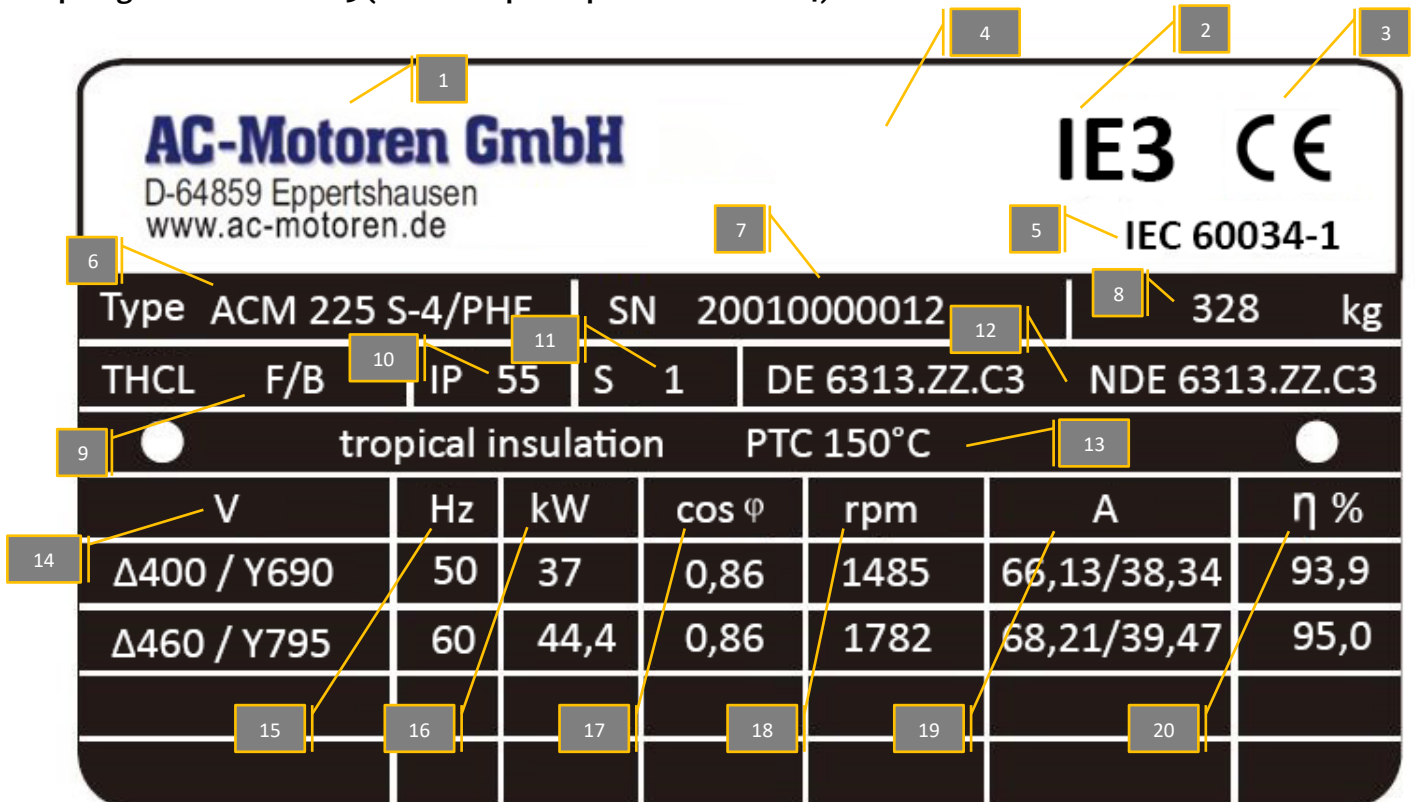 4
2
3
1
AC-Motoren GmbH
IE3 CE
D-64859 Eppertshausen
www.ac-motoren.de
7
5
IEC 60034-1
6
8
Type ACM 225 S-4/PHE SN 20010000012 328 kg
12
11
10
THCL F/B IP 55 S 1 DE 6313.ZZ.C3 NDE 6313.ZZ.C3
9
tropical insulation PTC 150°C
13
V Hz kW cos φ rpm A η %
14
Δ400 / Y690 50 37 0,86 1485 66,13/38,34 93,9
Δ460 / Y795 60 44,4 0,86 1782 68,21/39,47 95,0
15 16 17 18 19 20